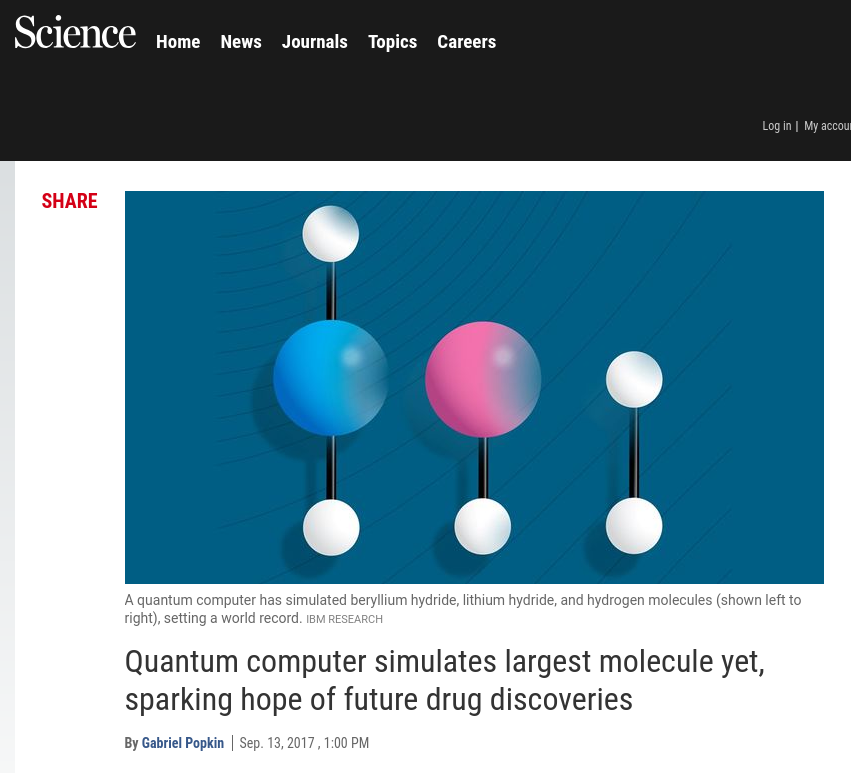 Science Home News Journals Topics Careers
Log in | My accou
SHARE
A quantum computer has simulated beryllium hydride, lithium hydride, and hydrogen molecules (shown left to
right), setting a world record. IBM RESEARCH
Quantum computer simulates largest molecule yet,
sparking hope of future drug discoveries
By Gabriel Popkin | Sep. 13, 2017 , 1:00 PM